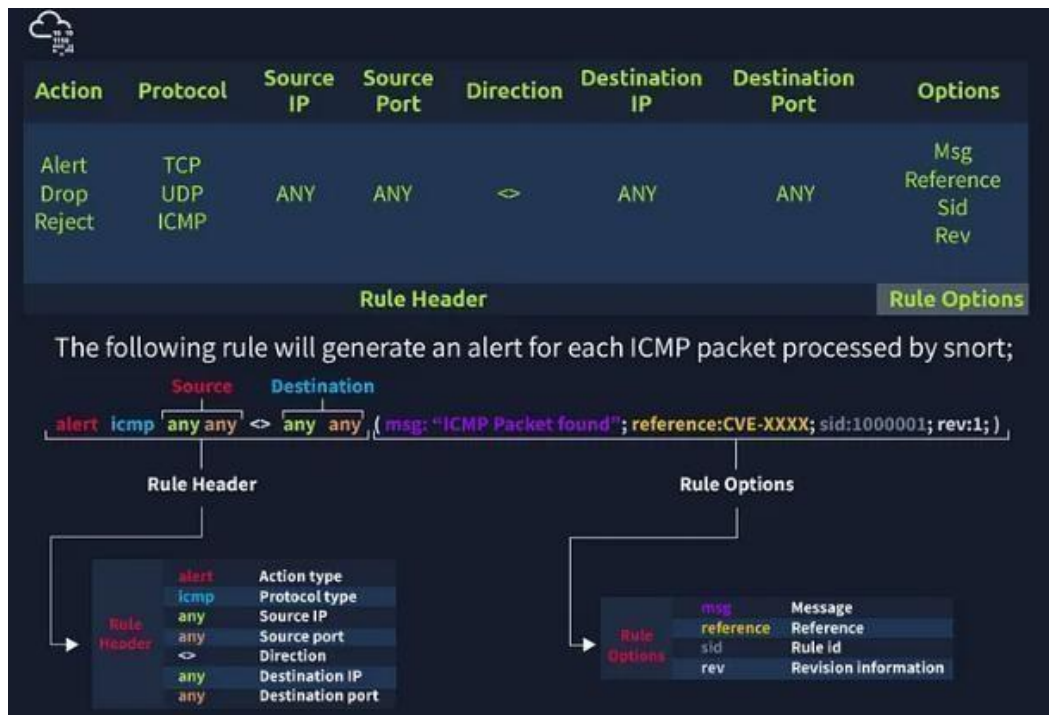 Action Protocol Source IP Source Port Direction Destination IP Destination Port Options
Alert Drop Reject
TCP UDP ICMP
ANY
ANY
<>
ANY
ANY
Msg Reference Sid Rev
Rule Header
Rule Options
The following rule will generate an alert for each ICMP packet processed by snort;
Source Destination
alert icmp any any <> any any ( msg: “ICMP Packet found”; reference:CVE-XXXX; sid:1000001; rev:1; )
Rule Header
Rule Options
Rule Header
alert Action type
icmp Protocol type
any Source IP
any Source port
<> Direction
any Destination IP
any Destination port
Rule Options
msg Message
reference Reference
sid Rule id
rev Revision information